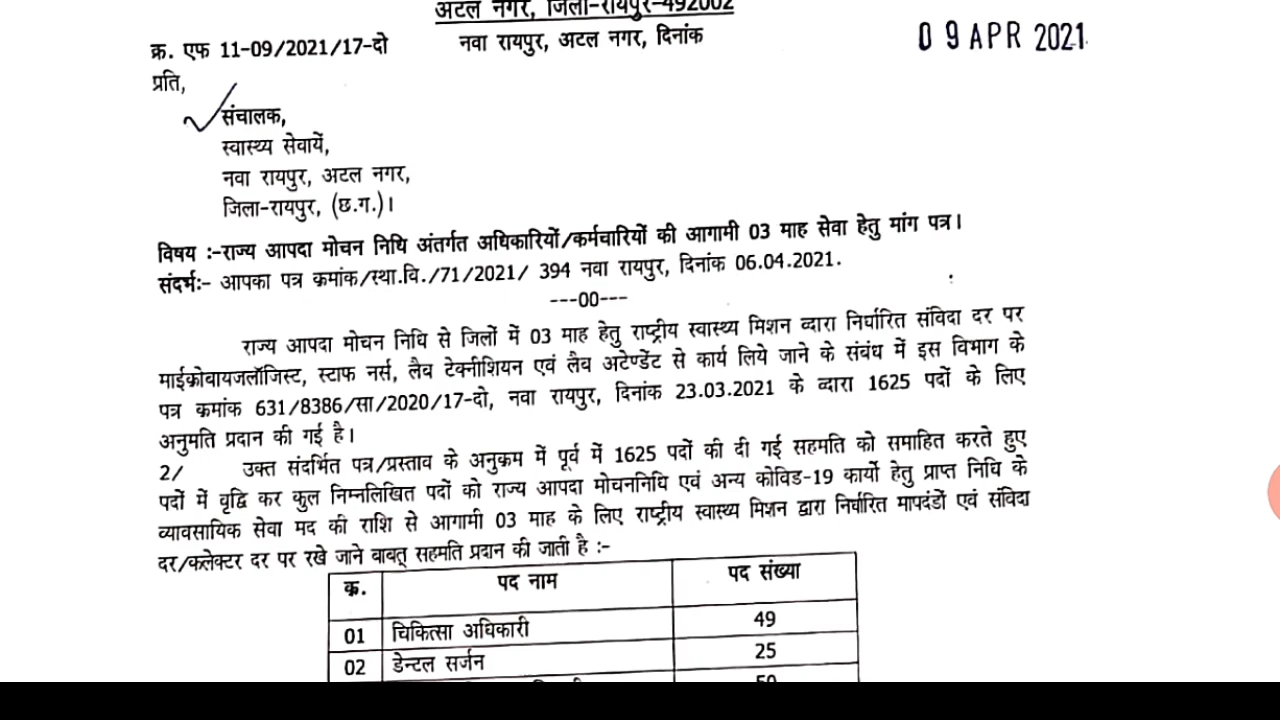 अटल नगर, जिला-रायपुर-492002
क्र. एफ 11-09/2021/17-दो नवा रायपुर, अटल नगर, दिनांक 09 APR 2021
प्रति,
संचालक,
स्वास्थ्य सेवायें,
नवा रायपुर, अटल नगर,
जिला-रायपुर, (छ.ग.)।
विषय :-राज्य आपदा मोचन निधि अंतर्गत अधिकारियों/कर्मचारियों की आगामी 03 माह सेवा हेतु मांग पत्र।
संदर्भः- आपका पत्र क्रमांक/स्था.वि./71/2021/ 394 नवा रायपुर, दिनांक 06.04.2021.
---00---
राज्य आपदा मोचन निधि से जिलों में 03 माह हेतु राष्ट्रीय स्वास्थ्य मिशन व्दारा निर्धारित संविदा दर पर
माईक्रोबायजलॉजिस्ट, स्टाफ नर्स, लैब टेक्नीशियन एवं लैब अटेण्डेंट से कार्य लिये जाने के संबंध में इस विभाग के
पत्र क्रमांक 631/8386/सा/2020/17-दो, नवा रायपुर, दिनांक 23.03.2021 के व्दारा 1625 पदों के लिए
अनुमति प्रदान की गई है।
2/ उक्त संदर्भित पत्र/प्रस्ताव के अनुक्रम में पूर्व में 1625 पदों की दी गई सहमति को समाहित करते हुए
पदों में वृद्वि कर कुल निम्नलिखित पदों को राज्य आपदा मोचननिधि एवं अन्य कोविड-19 कार्यो हेतु प्राप्त निधि के
व्यावसायिक सेवा मद की राशि से आगामी 03 माह के लिए राष्ट्रीय स्वास्थ्य मिशन द्वारा निर्धारित मापदंडों एवं संविदा
दर/कलेक्टर दर पर रखे जाने बाबत् सहमति प्रदान की जाती है :-
क्र. पद नाम पद संख्या
01 चिकित्सा अधिकारी 49
02 डेन्टल सर्जन 25